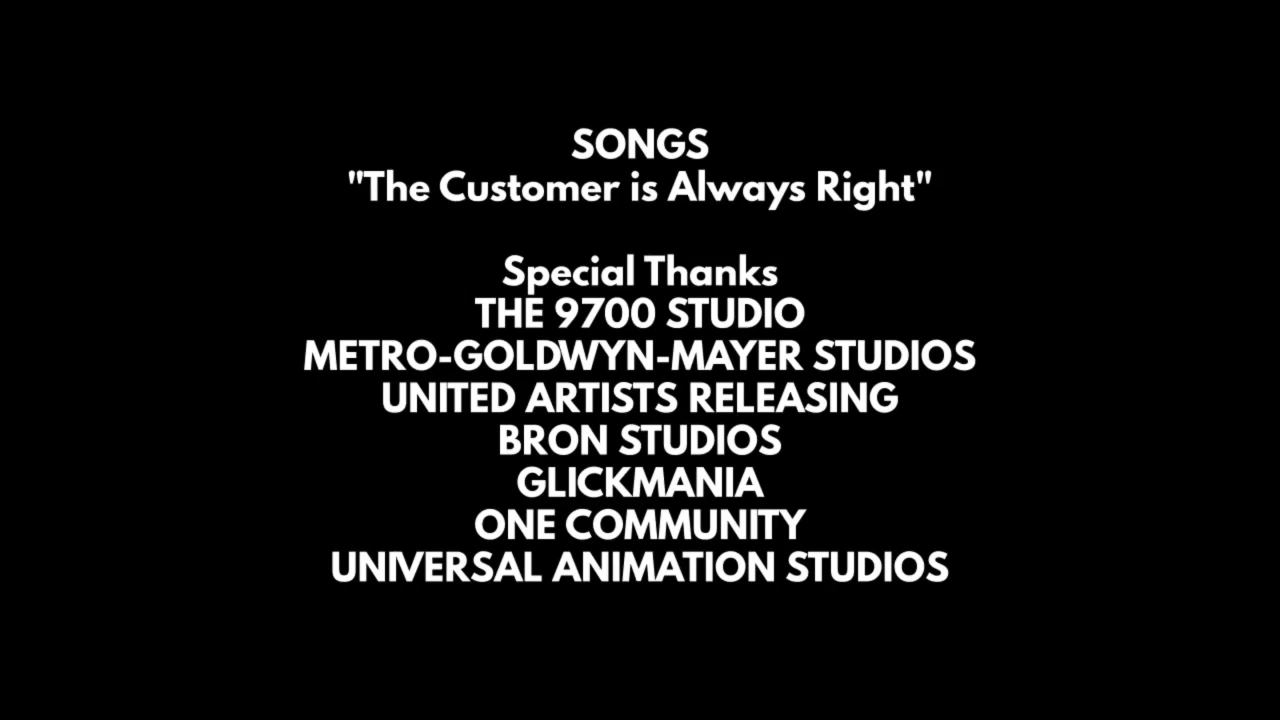 SONGS
"The Customer is Always Right"
Special Thanks
THE 9700 STUDIO
METRO-GOLDWYN-MAYER STUDIOS
UNITED ARTISTS RELEASING
BRON STUDIOS
GLICKMANIA
ONE COMMUNITY
UNIVERSAL ANIMATION STUDIOS